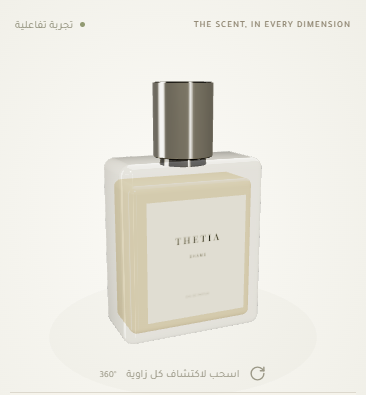 تجربة تفاعلية
THE SCENT, IN EVERY DIMENSION
THETIA
اسحب لاكتشاف كل زاوية
360°